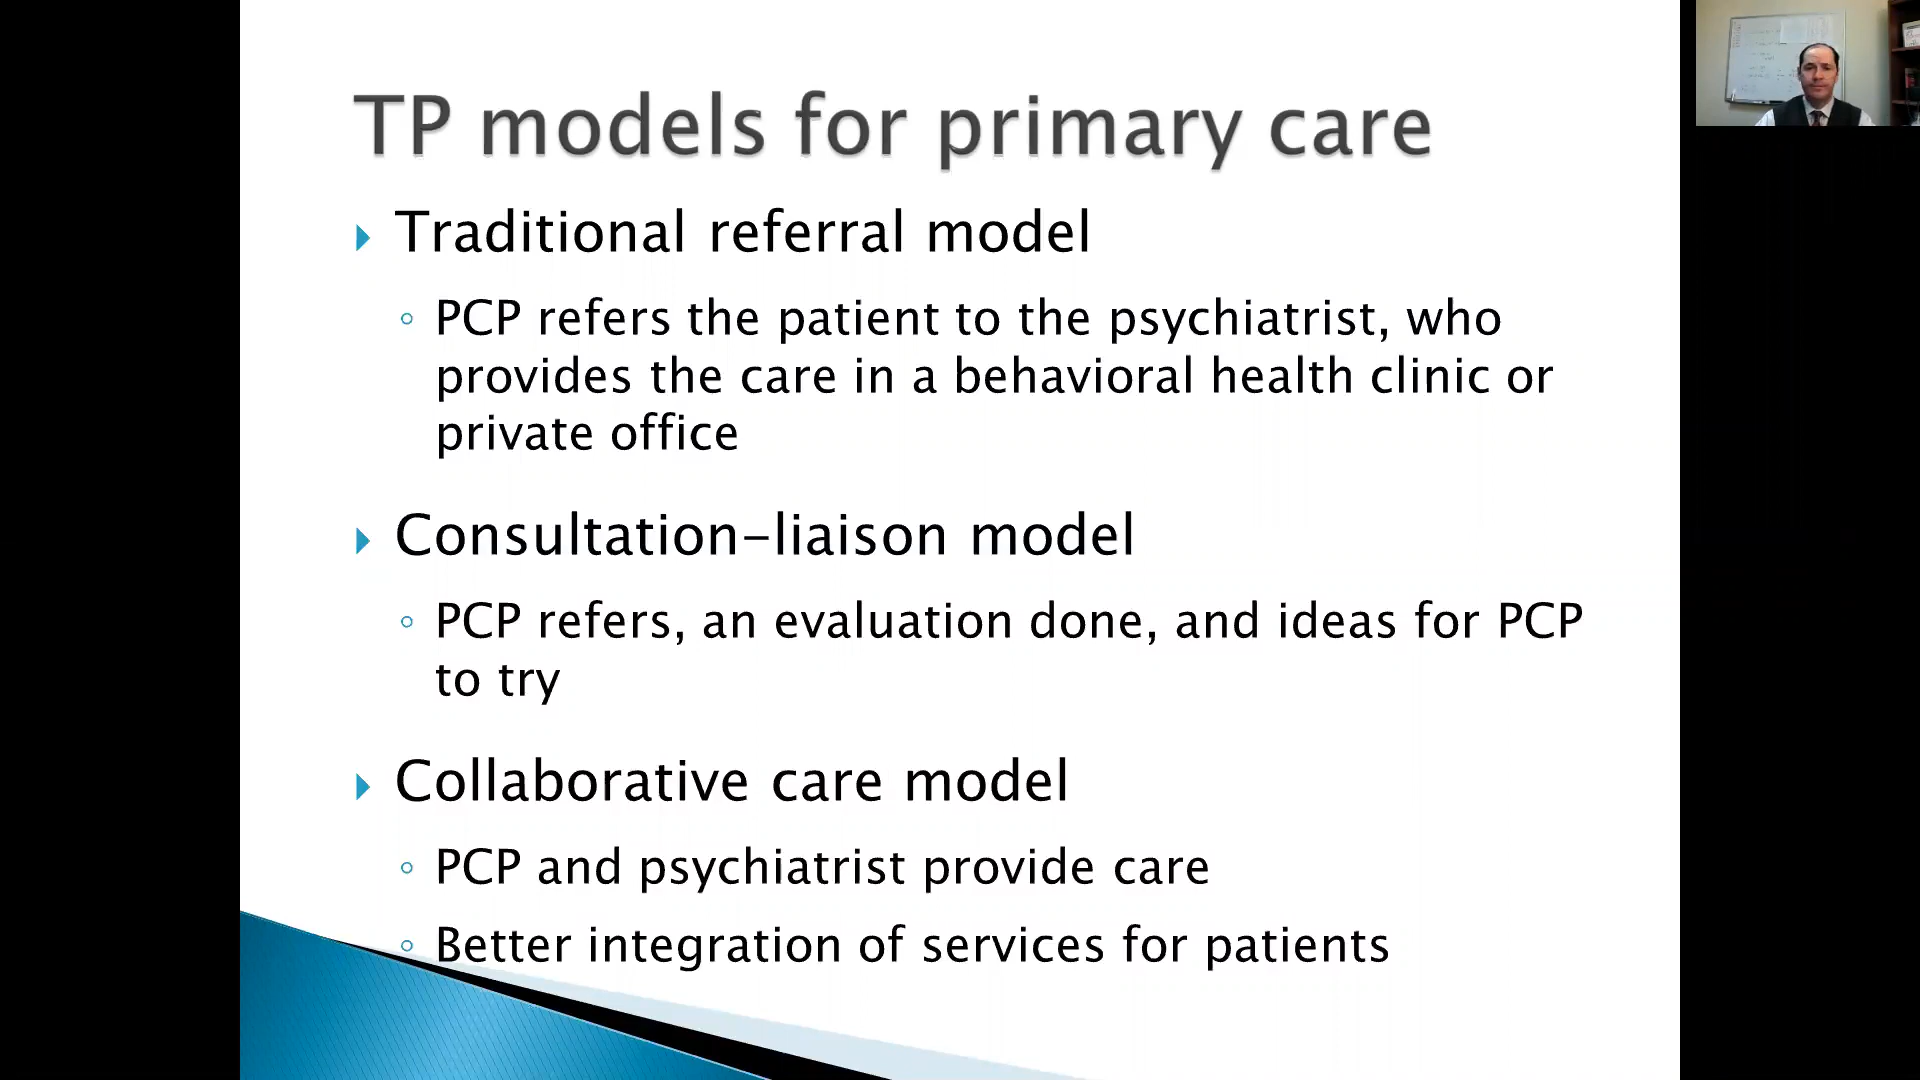 TP models for primary care
Traditional referral model
PCP refers the patient to the psychiatrist, who
provides the care in a behavioral health clinic or
private office
Consultation-liaison model
PCP refers, an evaluation done, and ideas for PCP
to try
Collaborative care model
PCP and psychiatrist provide care
Better integration of services for patients